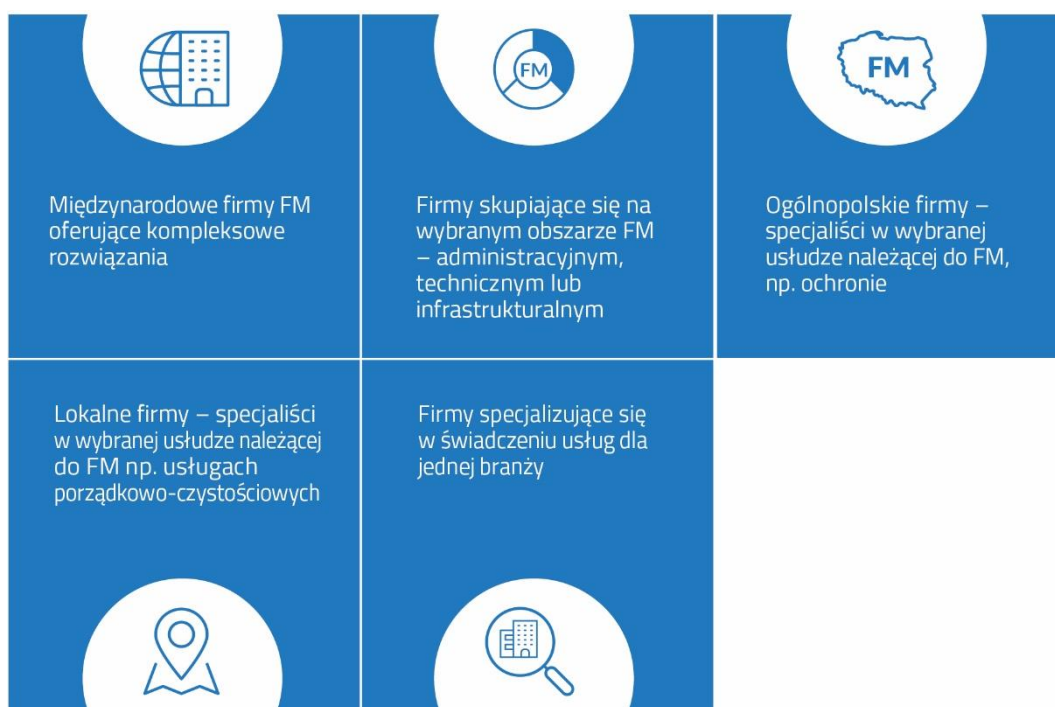 FM
FM
Międzynarodowe firmy FM
oferujące kompleksowe
rozwiązania
Firmy skupiające się na
wybranym obszarze FM
– administracyjnym,
technicznym lub
infrastrukturalnym
Ogólnopolskie firmy –
specjaliści w wybranej
usłudze należącej do FM,
np. ochronie
Lokalne firmy – specjaliści
w wybranej usłudze należącej
do FM np. usługach
porządkowo-czystościowych
Firmy specjalizujące się
w świadczeniu usług dla
jednej branży